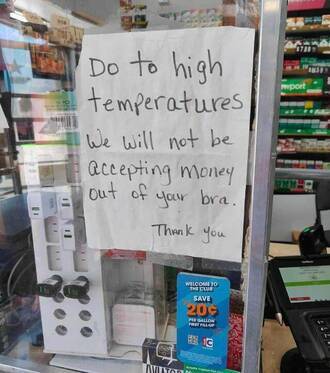 Do to high
temperatures
We will not be
accepting money
out of your bra.
Thank you
WELCOME TO
THE CLUB
SAVE
20¢
PER GALLON
FIRST FILL-UP
AVIATOR